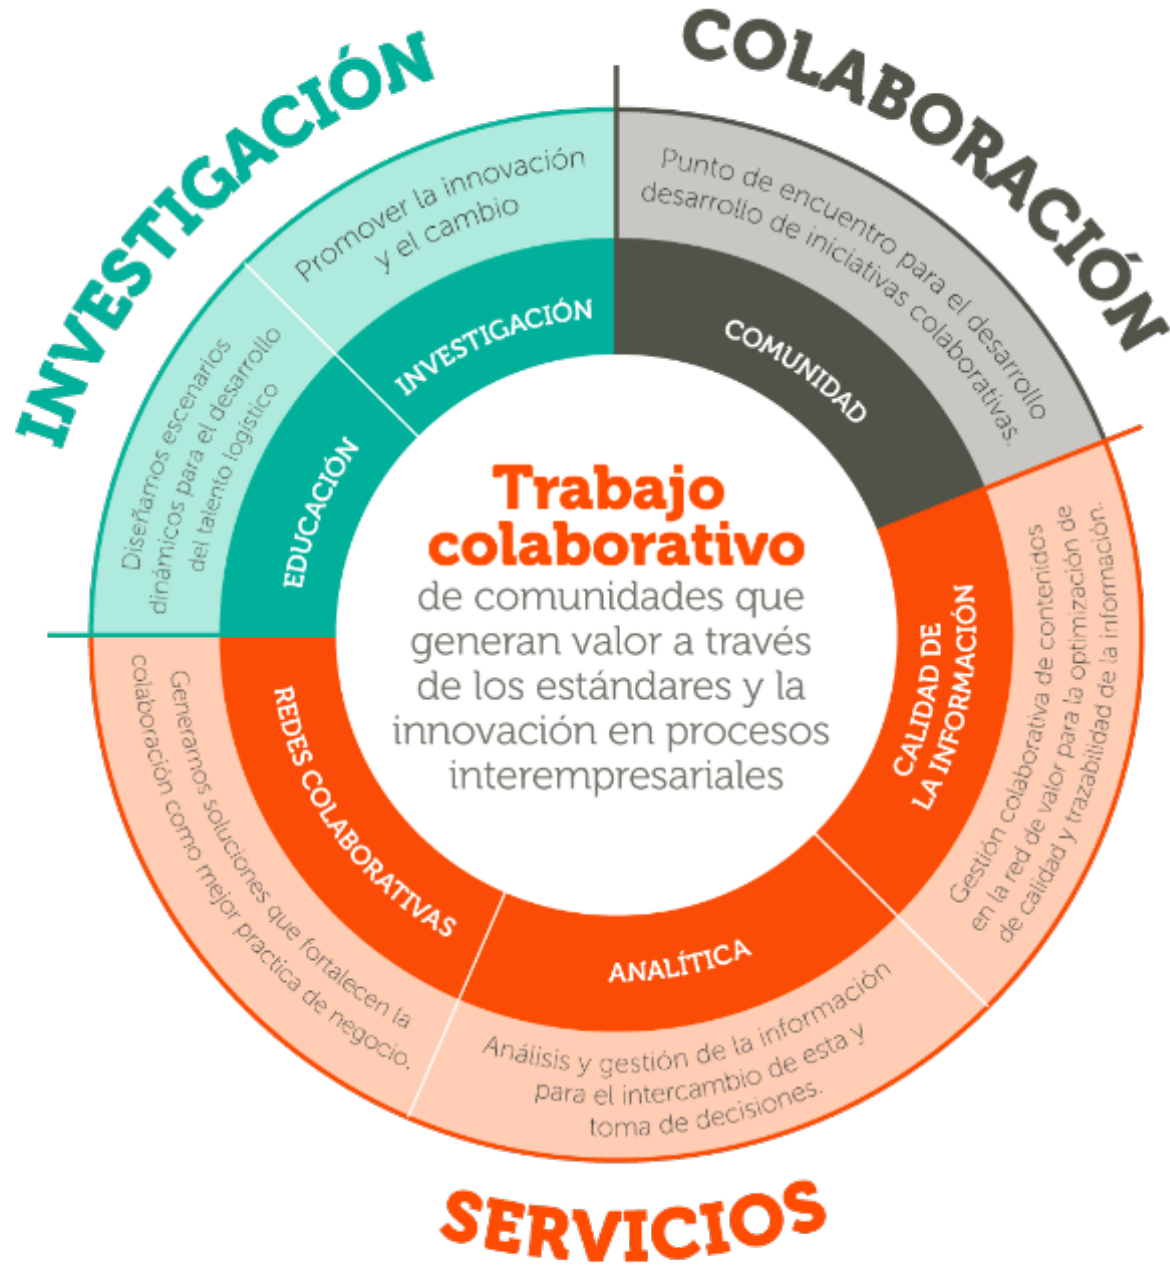 INVESTIGACIÓN
Promover la innovación
y el cambio
INVESTIGACIÓN
Diseñamos escenarios
dinámicos para el desarrollo
del talento logístico
EDUCACIÓN
COLABORACIÓN
Punto de encuentro para el desarrollo
desarrollo de iniciativas colaborativas.
COMUNIDAD
Trabajo
colaborativo
de comunidades que
generan valor a través
de los estándares y la
innovación en procesos
interempresariales
CALIDAD DE
LA INFORMACIÓN
Gestión colaborativa de contenidos
en la red de valor para la optimización de
de calidad y trazabilidad de la información.
ANALÍTICA
Análisis y gestión de la información
para el intercambio de esta y
toma de decisiones.
REDES COLABORATIVAS
Generamos soluciones que fortalecen la
colaboración como mejor practica de negocio.
SERVICIOS